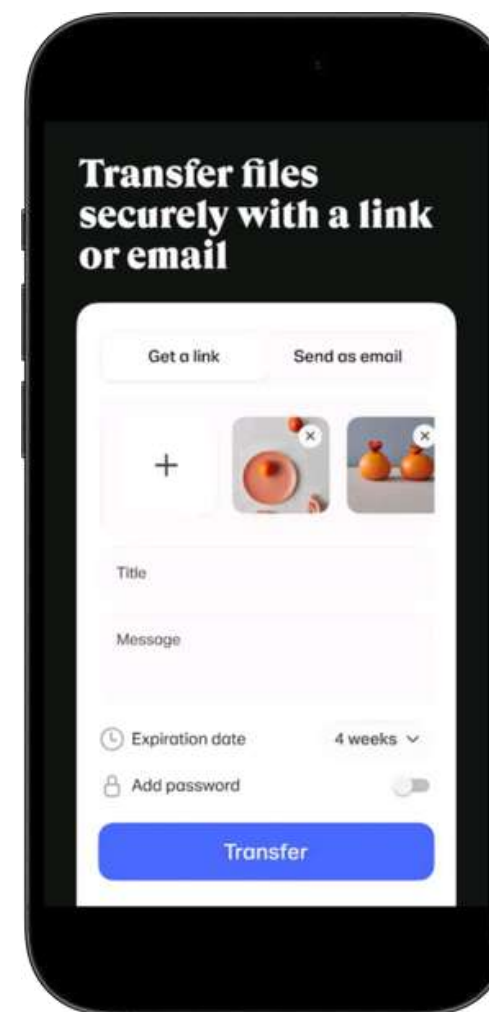 Transfer files
securely with a link
or email
Get a link
Send as email
Title
Message
Expiration date
4 weeks
Add password
Transfer